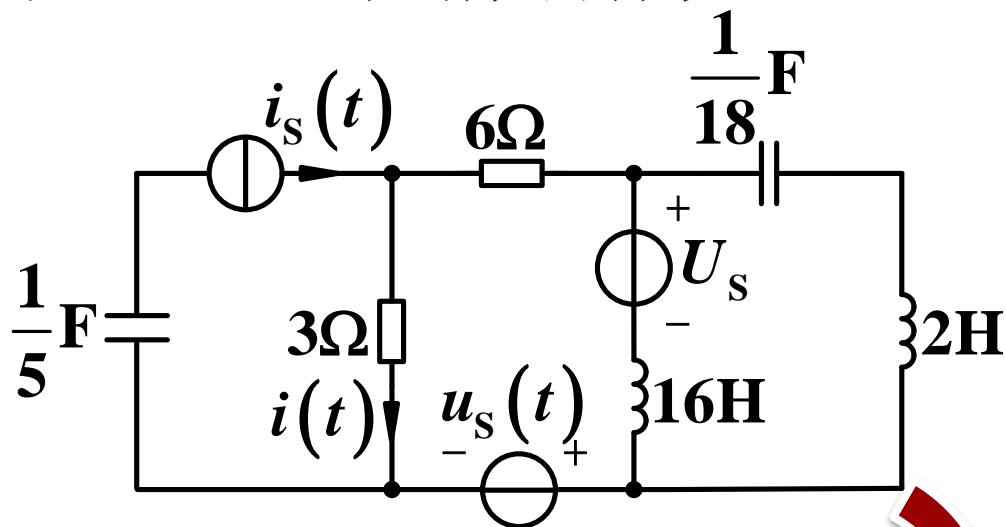 1/18 F
i_S(t)
6Ω
+
U_S
−
1/5 F
3Ω
2H
16H
i(t)
u_S(t)
− +